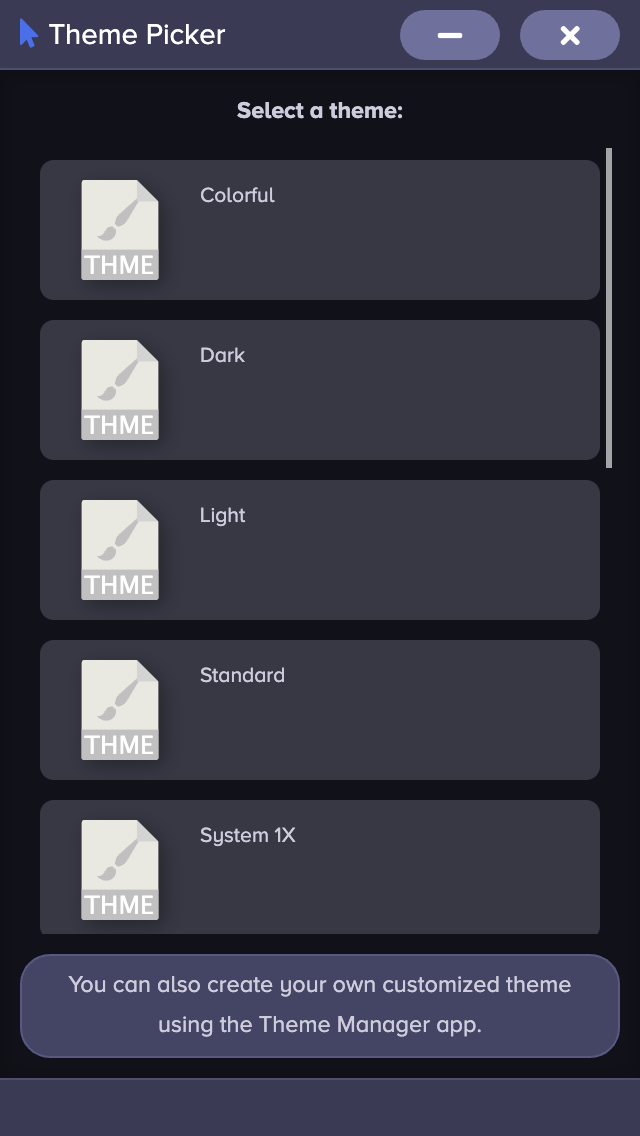 Theme Picker
Select a theme:
Colorful
THME
Dark
THME
Light
THME
Standard
THME
System 1X
THME
You can also create your own customized theme
using the Theme Manager app.